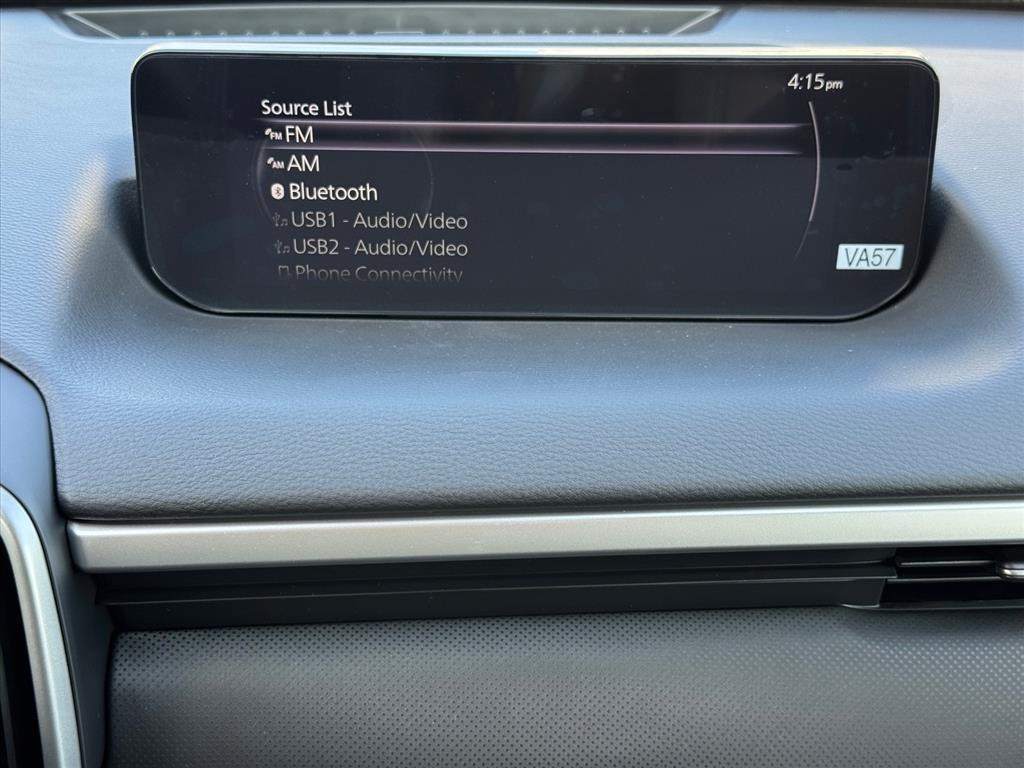 4:15pm
Source List
FM FM
AM AM
Bluetooth
USB1 - Audio/Video
USB2 - Audio/Video
Phone Connectivity
VA57